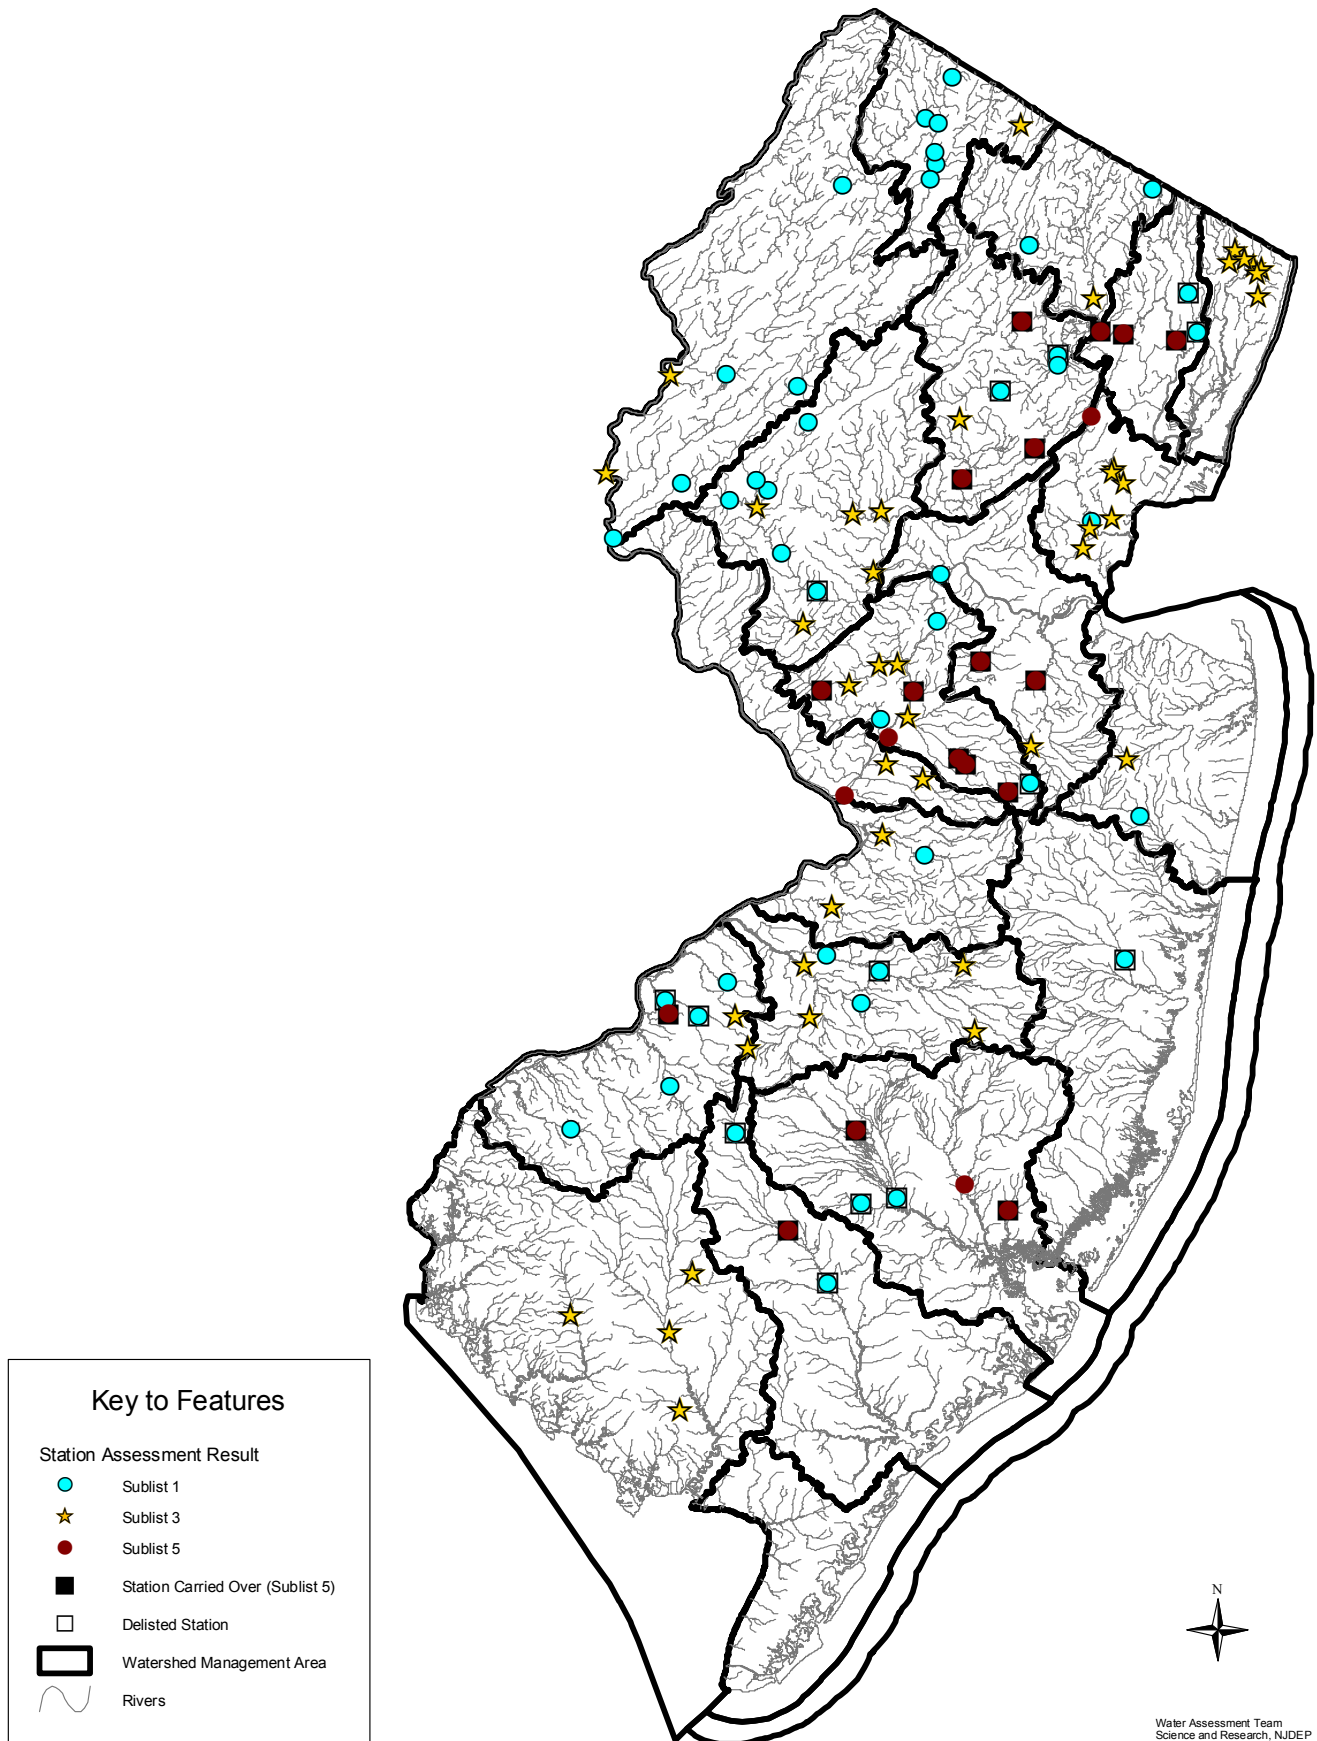 Key to Features
Station Assessment Result
Sublist 1
Sublist 3
Sublist 5
Station Carried Over (Sublist 5)
Delisted Station
Watershed Management Area
Rivers
N
Water Assessment Team
Science and Research, NJDEP